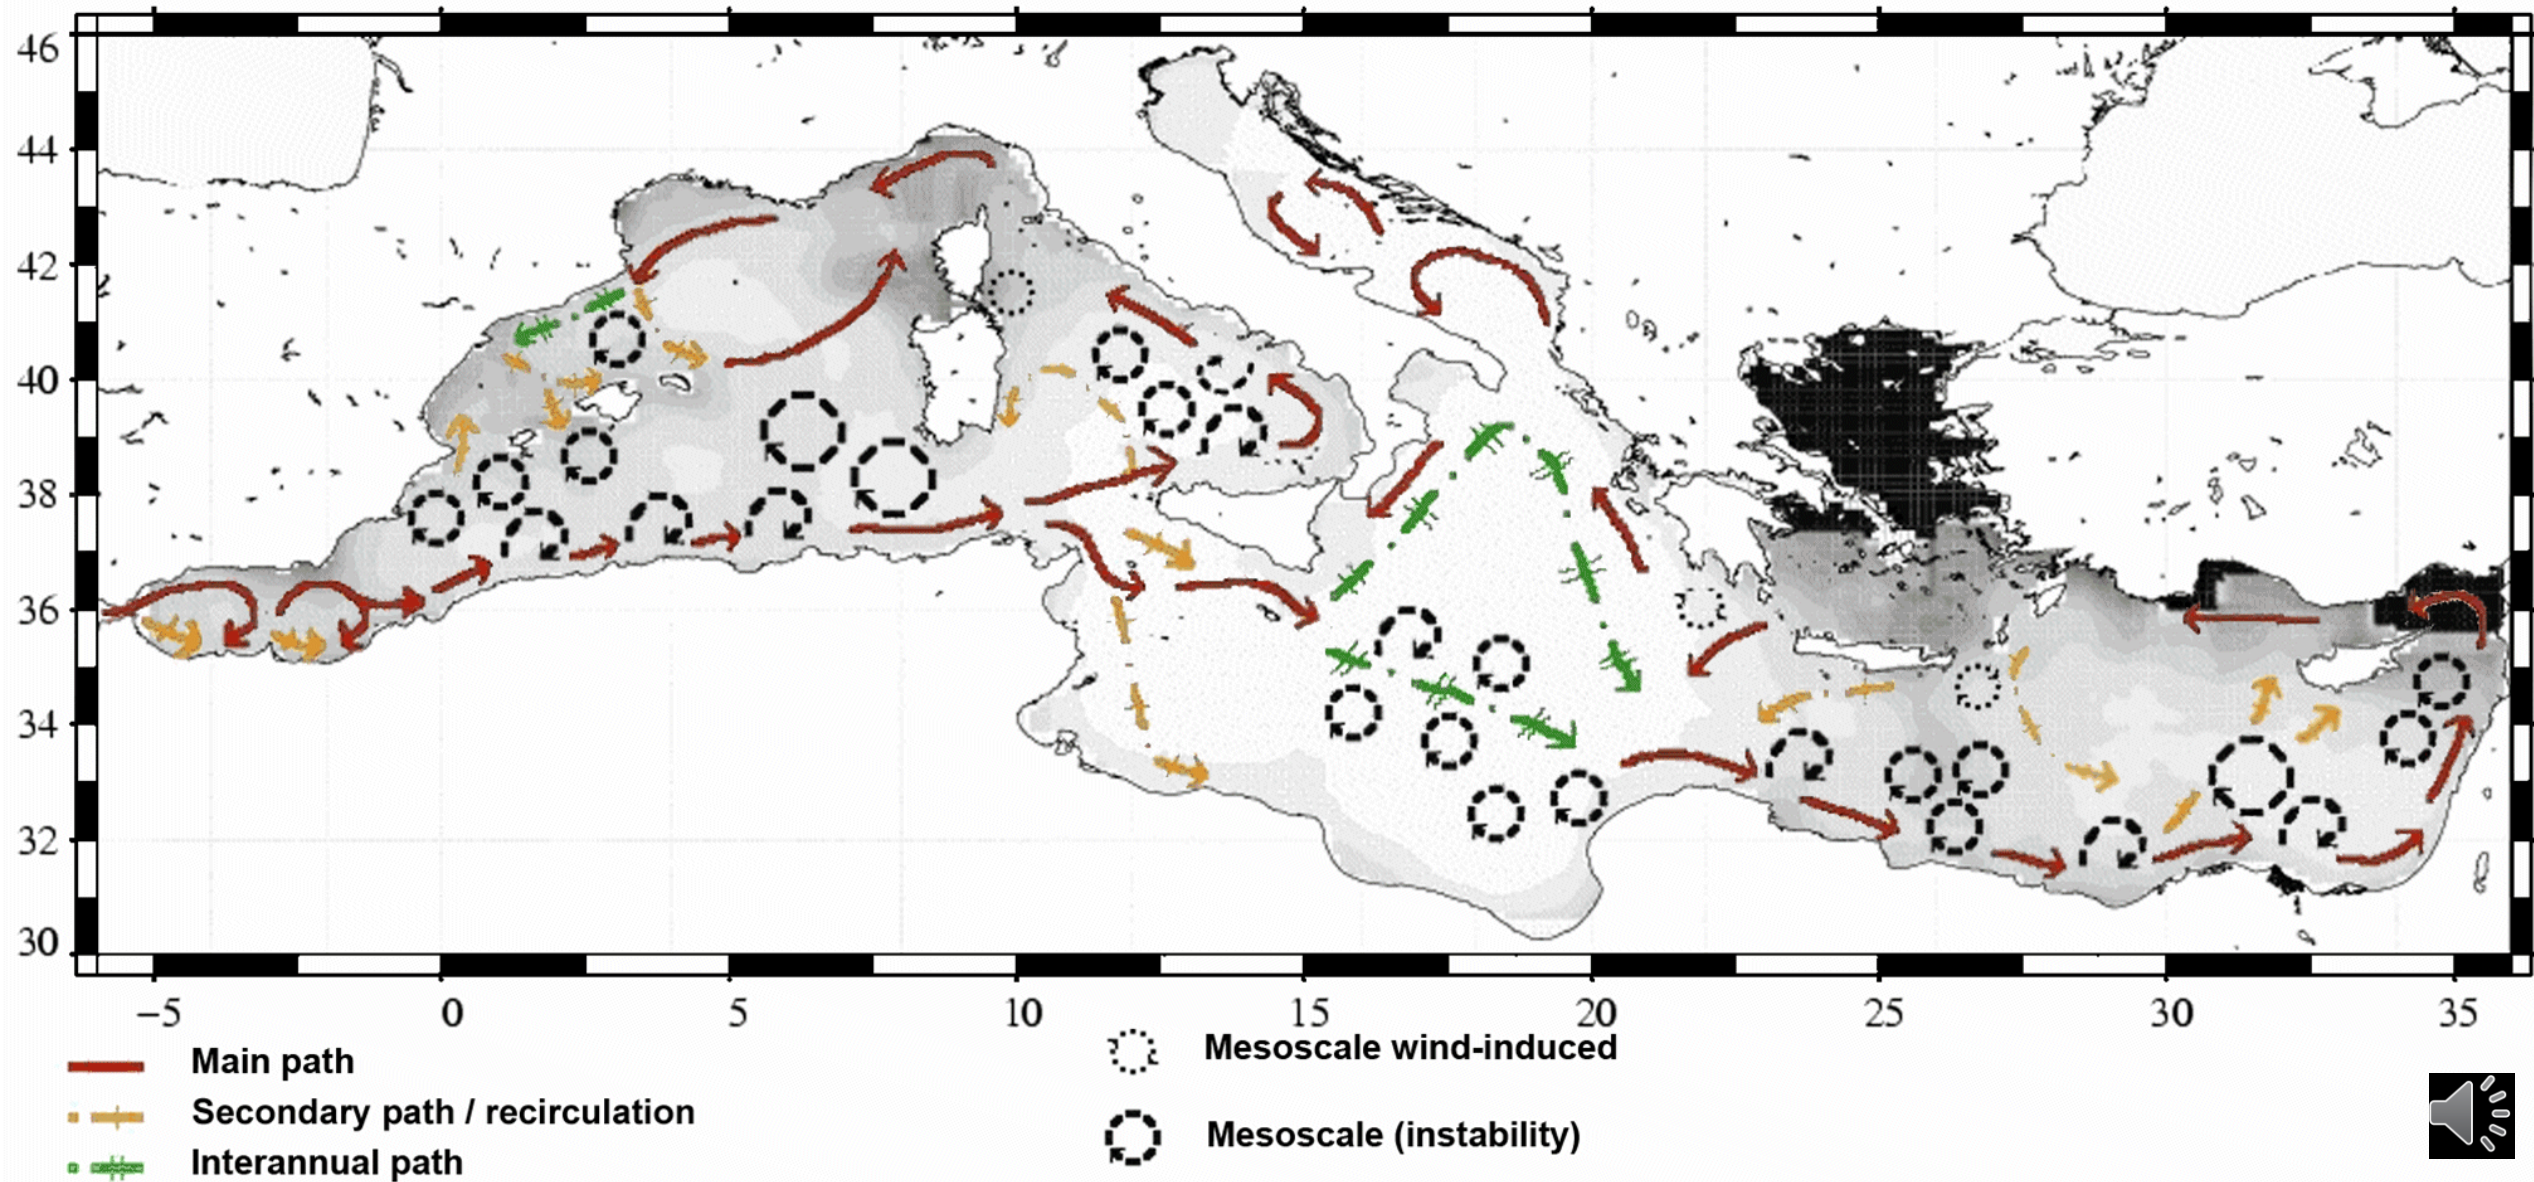 46
44
42
40
38
36
34
32
30
−5 0 5 10 15 20 25 30 35
Main path
Secondary path / recirculation
Interannual path
Mesoscale wind-induced
Mesoscale (instability)